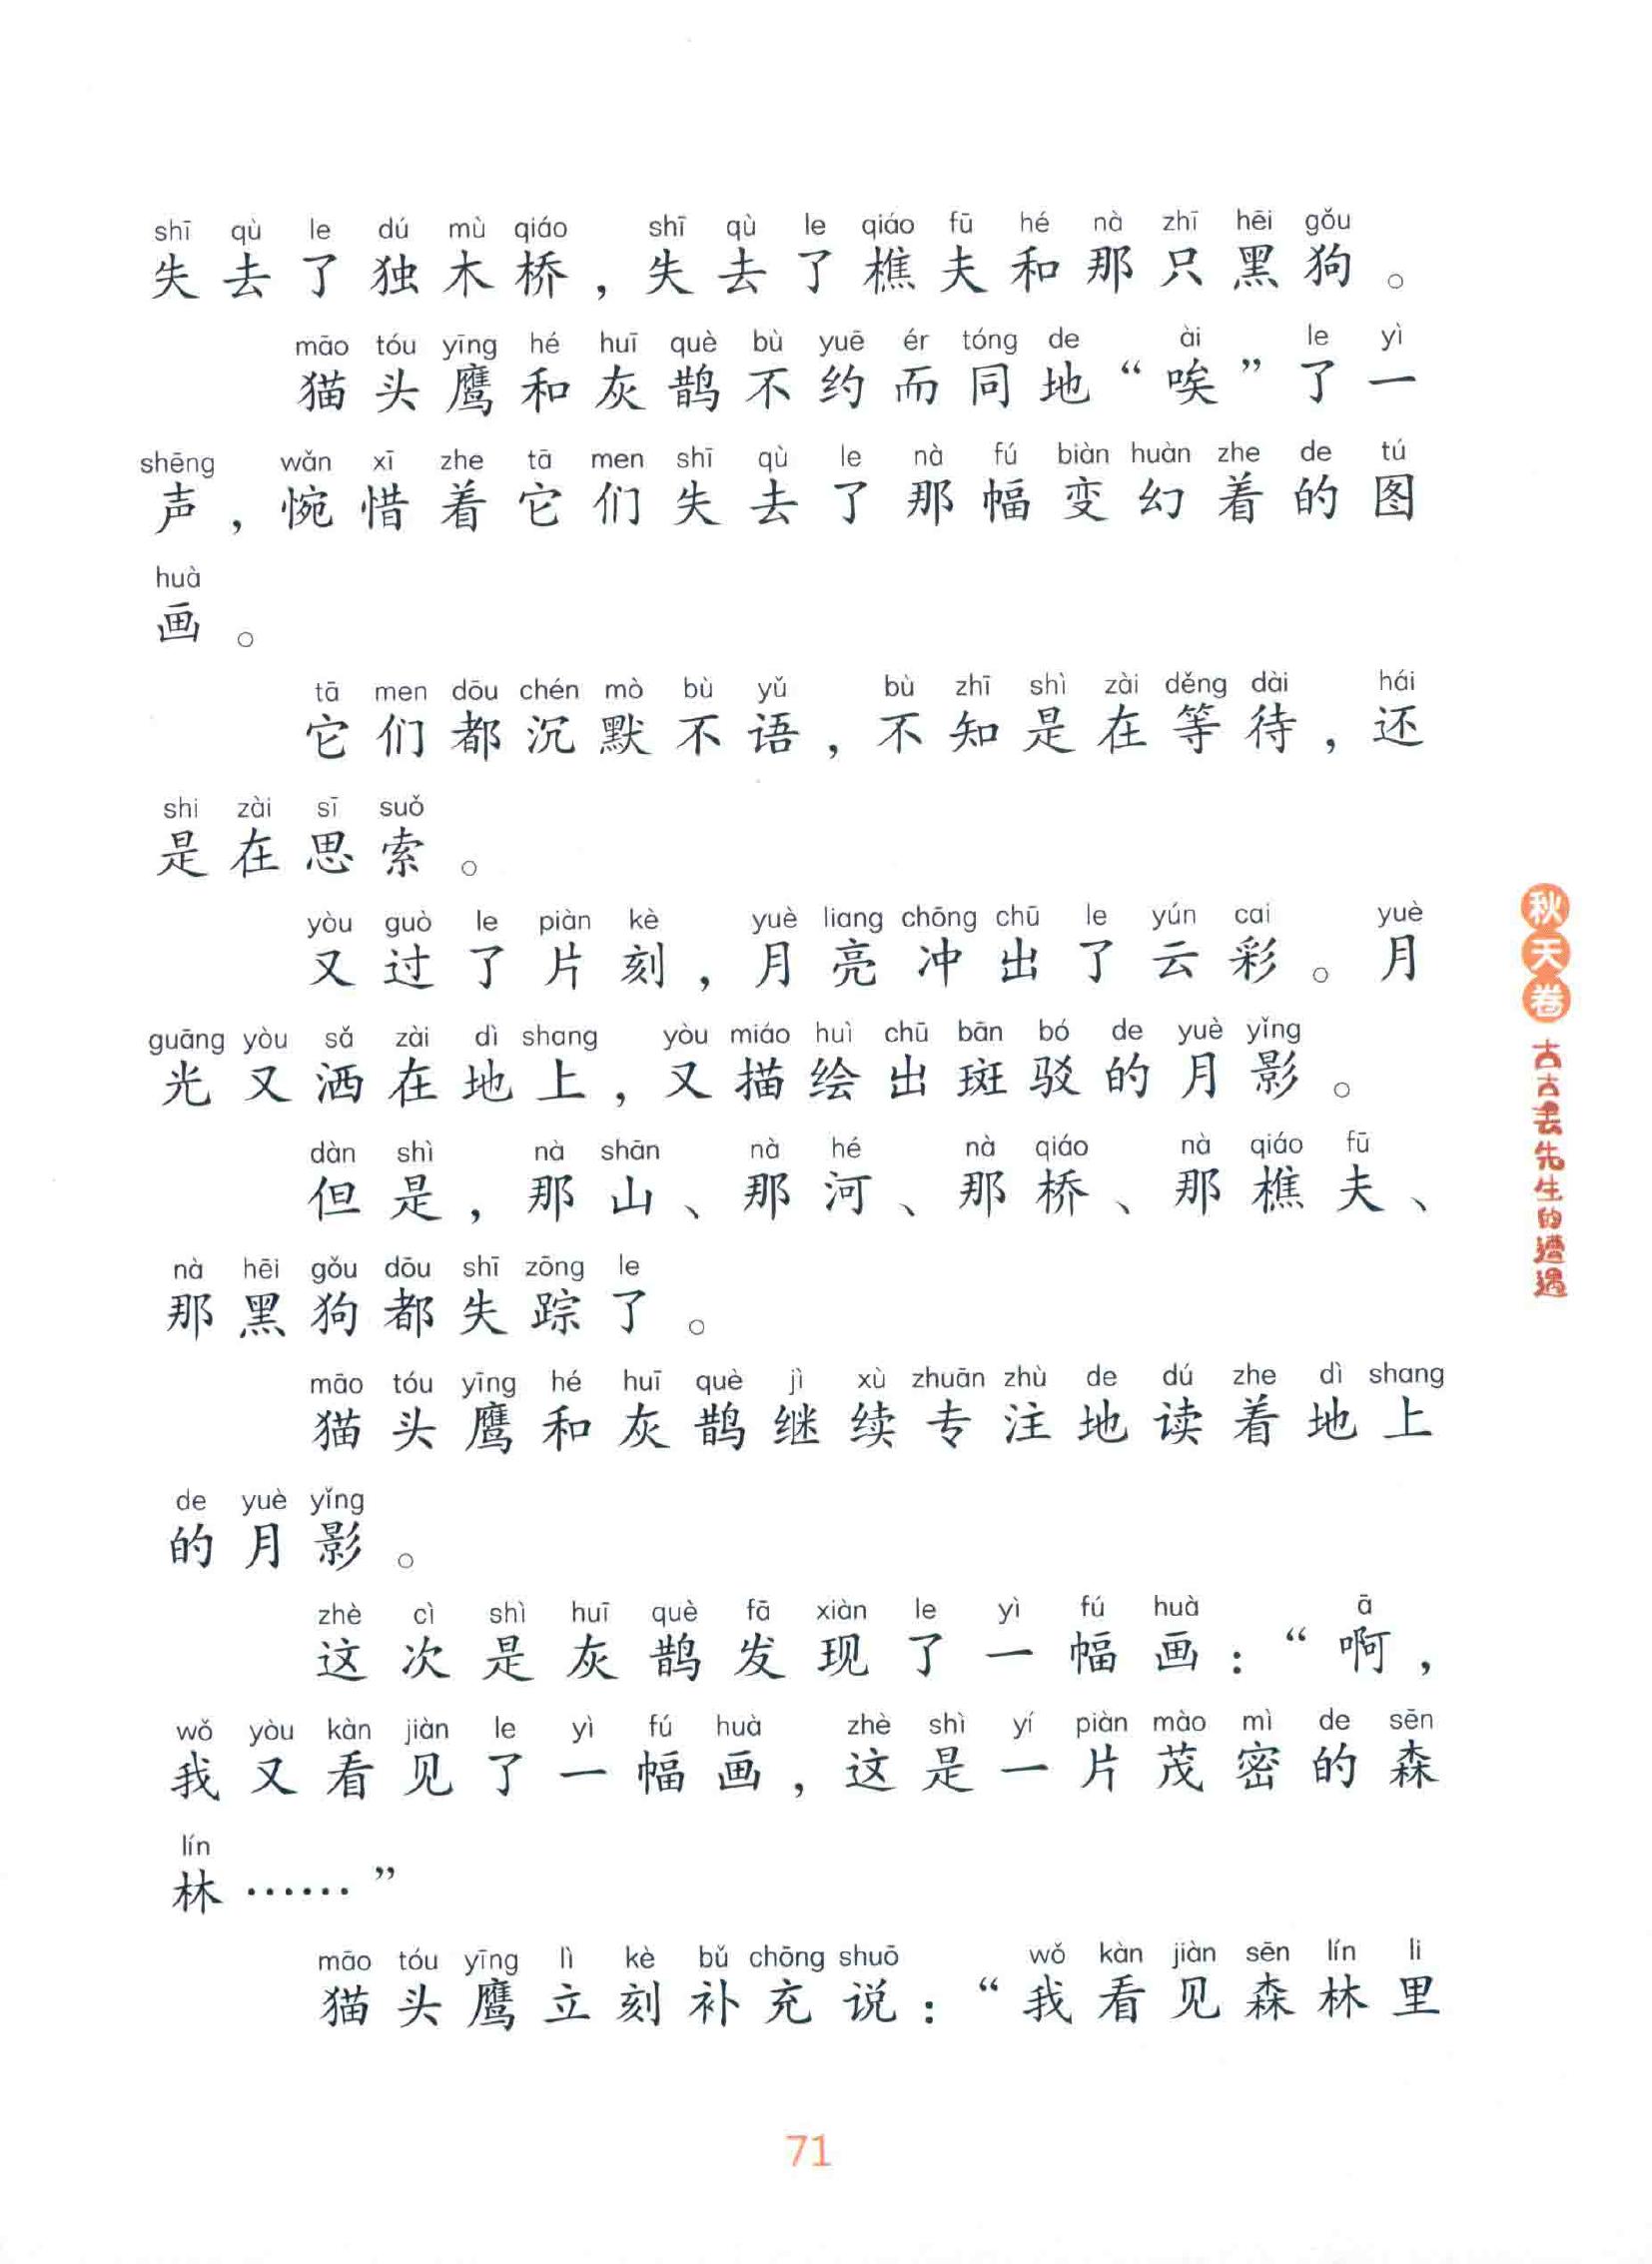 shī qù le dú mù qiáo shī qù le qiáo fū hé nà zhī hēi gǒu
失去了独木桥，失去了樵夫和那只黑狗。
māo tóu yīng hé huī què bù yuē ér tóng de ài le yì
猫头鹰和灰鹊不约而同地“唉”了一
shēng wǎn xī zhe tā men shī qù le nà fú biàn huàn zhe de tú
声，惋惜着它们失去了那幅变幻着的图
huà
画。
tā men dōu chén mò bù yǔ bù zhī shì zài děng dài hái
它们都沉默不语，不知是在等待，还
shi zài sī suǒ
是在思索。
yòu guò le piàn kè yuè liang chōng chū le yún cai yuè
又过了片刻，月亮冲出了云彩。月
guāng yòu sǎ zài dì shang yòu miáo huì chū bān bó de yuè yǐng
光又洒在地上，又描绘出斑驳的月影。
dàn shì nà shān nà hé nà qiáo nà qiáo fū
但是，那山、那河、那桥、那樵夫、
nà hēi gǒu dōu shī zōng le
那黑狗都失踪了。
māo tóu yīng hé huī què jì xù zhuān zhù de dú zhe dì shang
猫头鹰和灰鹊继续专注地读着地上
de yuè yǐng
的月影。
zhè cì shì huī què fā xiàn le yì fú huà ā
这次是灰鹊发现了一幅画：“啊，
wǒ yòu kàn jiàn le yì fú huà zhè shì yí piàn mào mì de sēn
我又看见了一幅画，这是一片茂密的森
lín
林……”
māo tóu yīng lì kè bǔ chōng shuō wǒ kàn jiàn sēn lín li
猫头鹰立刻补充说：“我看见森林里
秋天卷
古古丢先生的遭遇
71